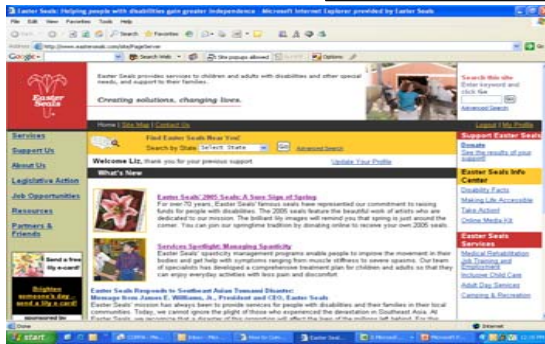 Easter Seals: Helping people with disabilities gain greater independence - Microsoft Internet Explorer provided by Easter Seals
File Edit View Favorites Tools Help
Search Favorites
http://www.easterseals.com/site/PageServer
Go
Google
Search Web
Site popups allowed
Options
Easter Seals
Easter Seals provides services to children and adults with disabilities and other special
needs, and support to their families.
Creating solutions, changing lives.
Search this site
Enter keyword and
click Go
GO
Advanced Search
Home | Site Map | Contact Us
Logout | My Profile
Services
Support Us
About Us
Legislative Action
Job Opportunities
Resources
Partners &
Friends
Send a free
lily e-card!
Brighten
someone's day...
send a lily e-card!
sponsored by
Find Easter Seals Near You!
Search by State Select State
GO
Advanced Search
Welcome Liz, thank you for your previous support
Update Your Profile
What's New
Easter Seals' 2005 Seals: A Sure Sign of Spring
For over 70 years, Easter Seals' famous seals have represented our commitment to raising
funds for people with disabilities. The 2005 seals feature the beautiful work of artists who are
dedicated to our mission. The brilliant lily images will remind you that spring is just around the
corner. You can join our springtime tradition by donating online to receive your own 2005 seals.
Services Spotlight: Managing Spasticity
Easter Seals' spasticity management programs enable people to improve the movement in their
bodies and get help with symptoms ranging from muscle stiffness to severe spasms. Our team
of specialists has developed a comprehensive treatment plan for children and adults so that they
can enjoy everyday activities with less pain and discomfort
Easter Seals Responds to Southeast Asian Tsunami Disaster:
Message from James E. Williams, Jr., President and CEO, Easter Seals
Easter Seals' mission has always been to provide services for people with disabilities and their families in their local
communities. Today, we cannot ignore the plight of those who experienced the devastation in Southeast Asia. At
Easter Seals, we recognize that a disaster of this proportion will affect the lives of the millions left behind. For this
Support Easter Seals
Donate
See the results of your
support!
Easter Seals Info
Center
Disability Facts
Making Life Accessible
Take Action!
Online Media Kit
Easter Seals
Services
Medical Rehabilitation
Job Training and
Employment
Inclusive Child Care
Adult Day Services
Camping & Recreation
Done
Internet
start